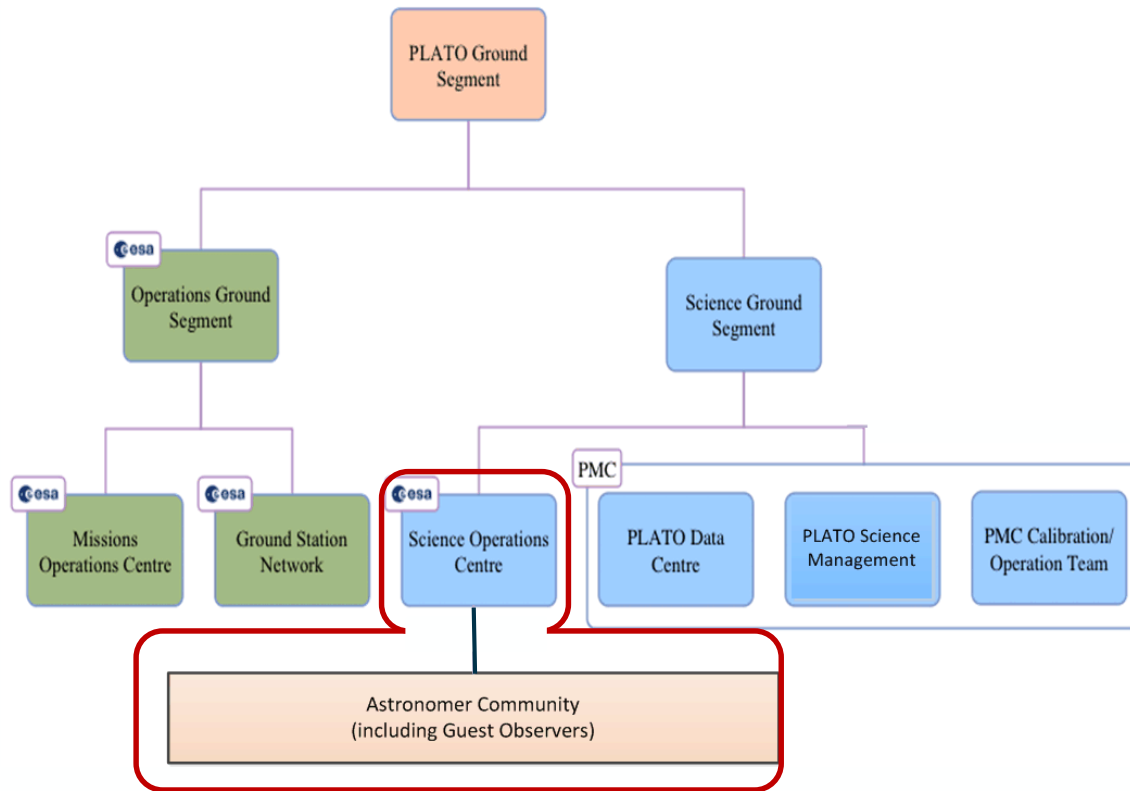 PLATO Ground
Segment
esa
Operations Ground
Segment
Science Ground
Segment
esa
Missions
Operations Centre
esa
Ground Station
Network
esa
Science Operations
Centre
PMC
PLATO Data
Centre
PLATO Science
Management
PMC Calibration/
Operation Team
Astronomer Community
(including Guest Observers)